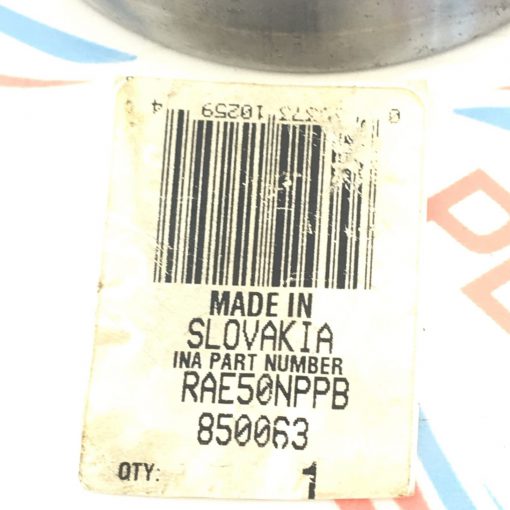 MADE IN
SLOVAKIA
INA PART NUMBER
RAE50NPPB
850063
QTY: 1